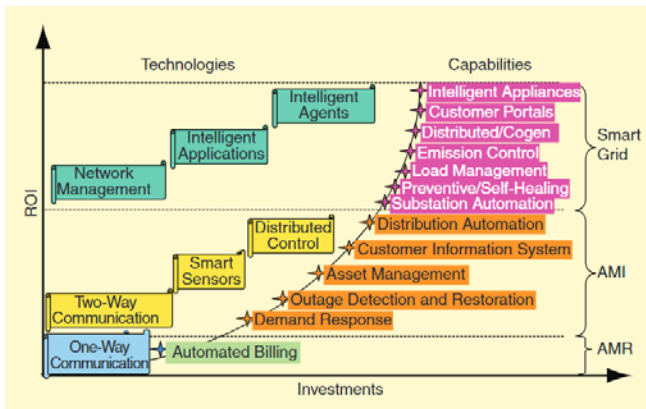 Technologies
Capabilities
Intelligent
Agents
Intelligent
Applications
Network
Management
Intelligent Appliances
Customer Portals
Distributed/Cogen
Emission Control
Load Management
Preventive/Self-Healing
Substation Automation
Smart
Grid
ROI
Distributed
Control
Smart
Sensors
Two-Way
Communication
Distribution Automation
Customer Information System
Asset Management
Outage Detection and Restoration
Demand Response
AMI
One-Way
Communication
Automated Billing
AMR
Investments